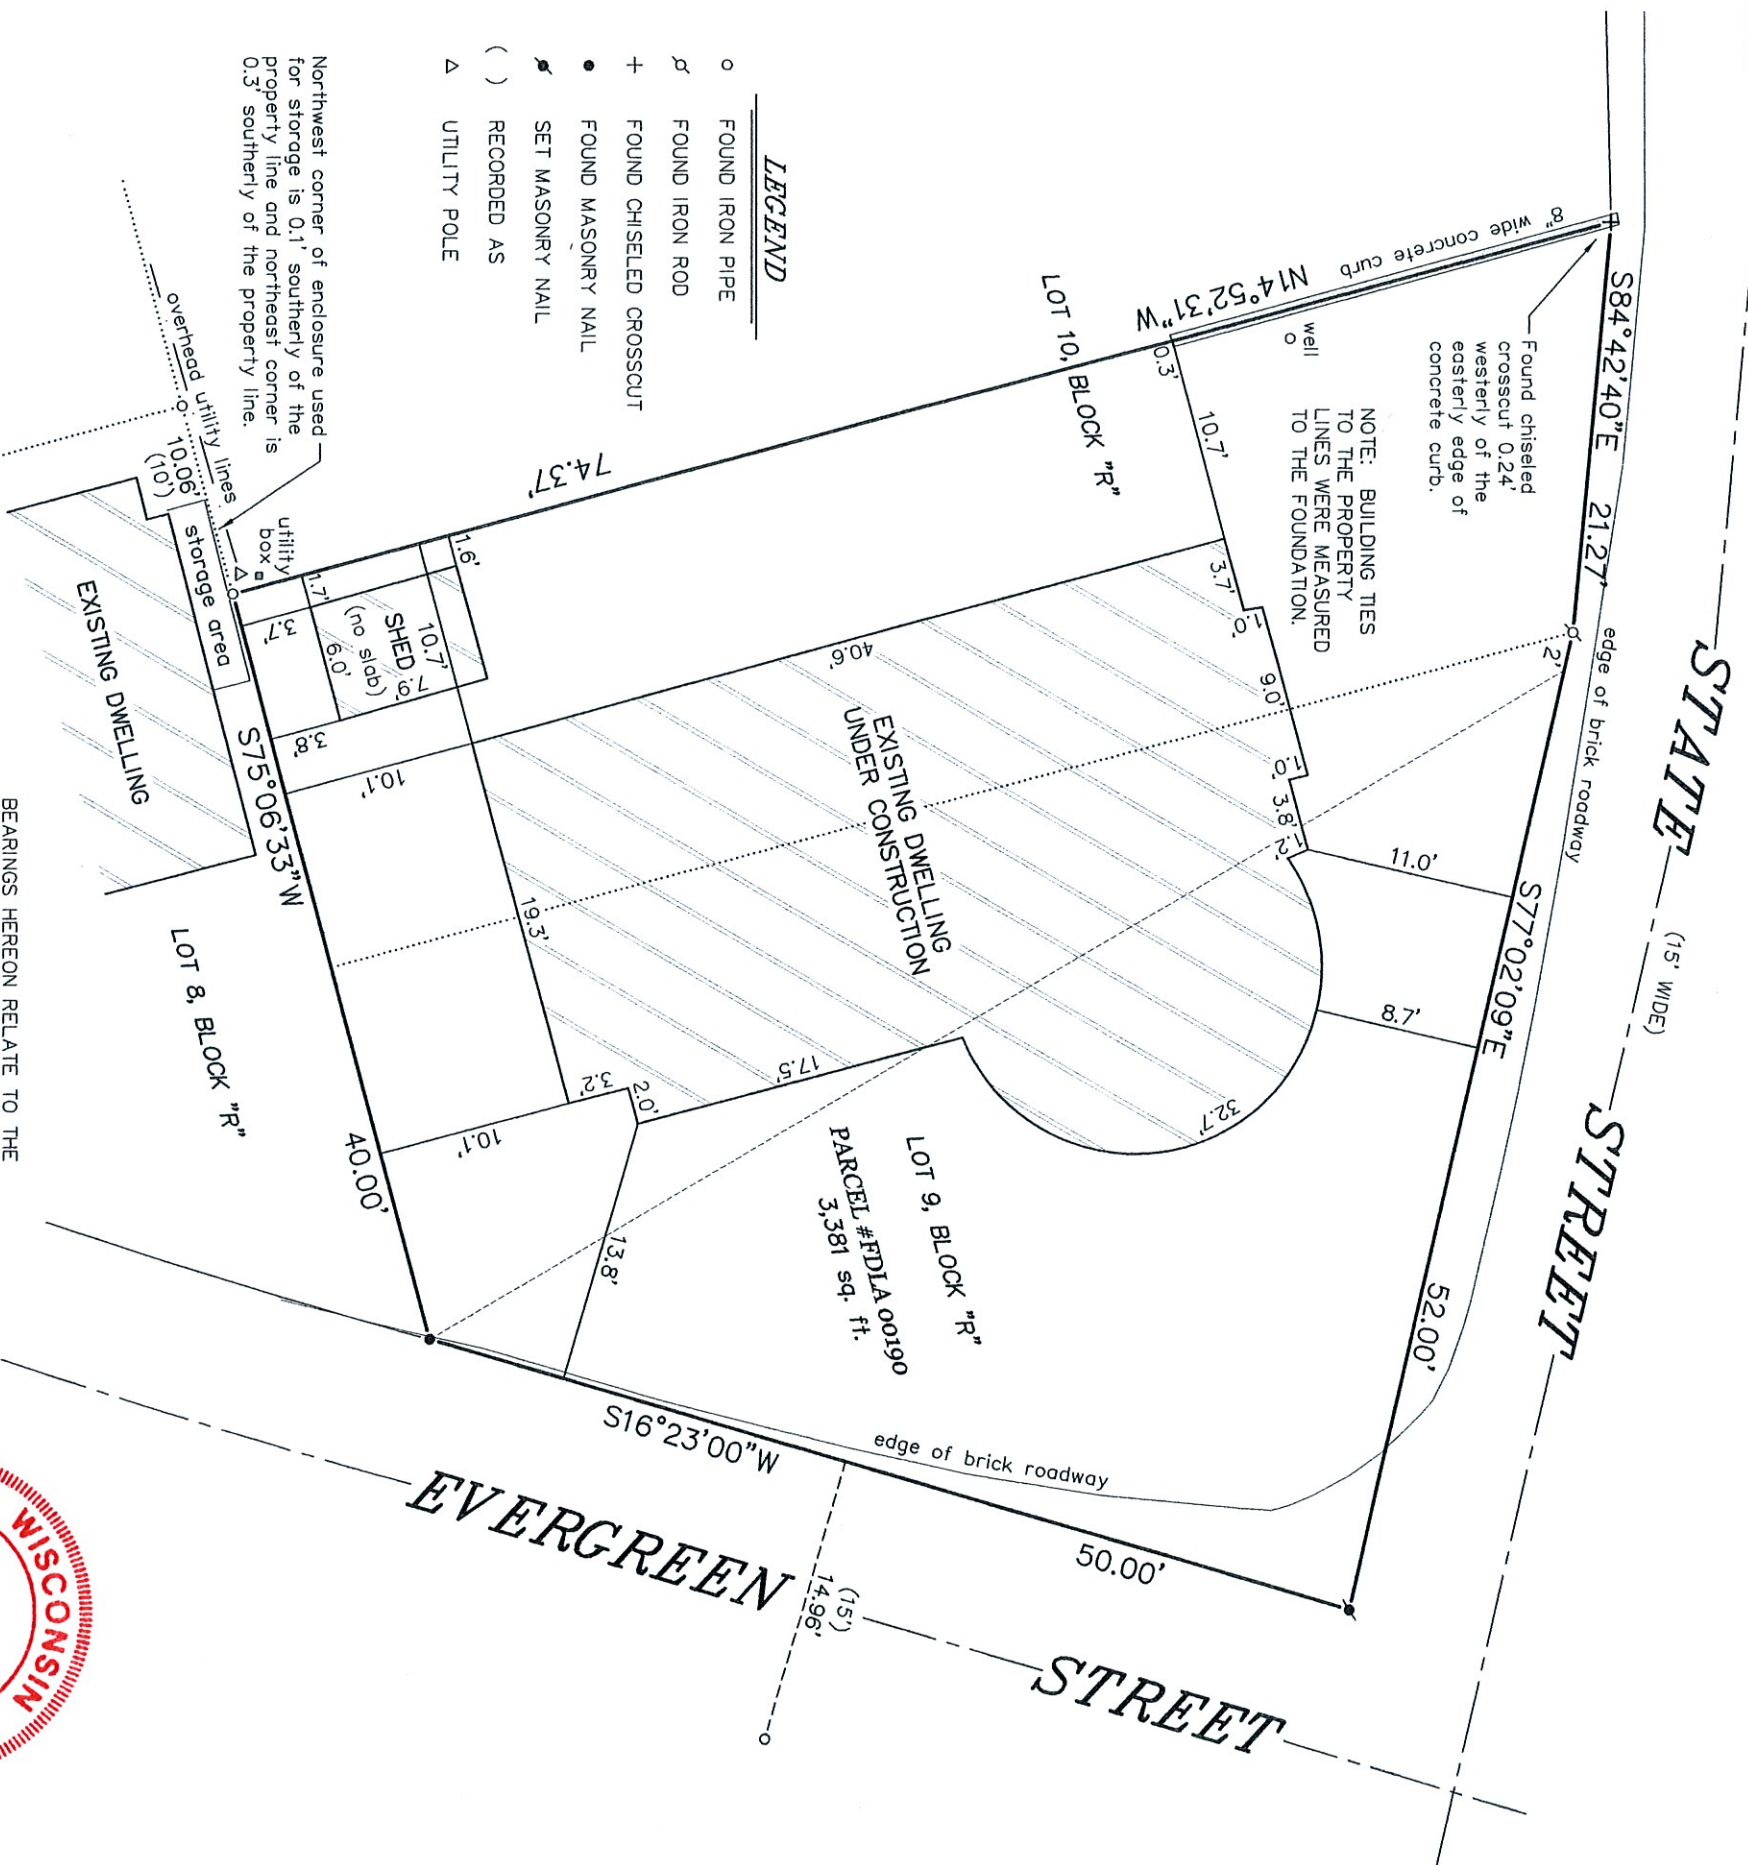 STATE STREET
(15' WIDE)
S84°42'40"E 21.27'
edge of brick roadway
2'
S77°02'09"E
52.00'
8" wide concrete curb
N14°52'31"W
74.37'
Found chiseled
crosscut 0.24'
westerly of the
easterly edge of
concrete curb.
well
NOTE: BUILDING TIES
TO THE PROPERTY
LINES WERE MEASURED
TO THE FOUNDATION.
LOT 10, BLOCK "R"
0.3'
10.7'
3.7'
1.0'
9.0'
1.0'
3.8'
1.2'
11.0'
8.7'
32.7'
40.6'
EXISTING DWELLING
UNDER CONSTRUCTION
17.5'
2.0'
3.2'
19.3'
10.1'
10.1'
13.8'
LOT 9, BLOCK "R"
PARCEL #FDLA00190
3,381 sq. ft.
1.6'
1.7'
10.7'
SHED
(no slab)
7.9'
6.0'
3.7'
3.8'
utility
box
S75°06'33"W
40.00'
S16°23'00"W
50.00'
edge of brick roadway
EVERGREEN STREET
(15')
14.96'
LEGEND
FOUND IRON PIPE
FOUND IRON ROD
+ FOUND CHISELED CROSSCUT
FOUND MASONRY NAIL
SET MASONRY NAIL
( ) RECORDED AS
UTILITY POLE
Northwest corner of enclosure used
for storage is 0.1' southerly of the
property line and northeast corner is
0.3' southerly of the property line.
overhead utility lines
10.06'
(10')
storage area
EXISTING DWELLING
LOT 8, BLOCK "R"
BEARINGS HEREON RELATE TO THE
WISCONSIN